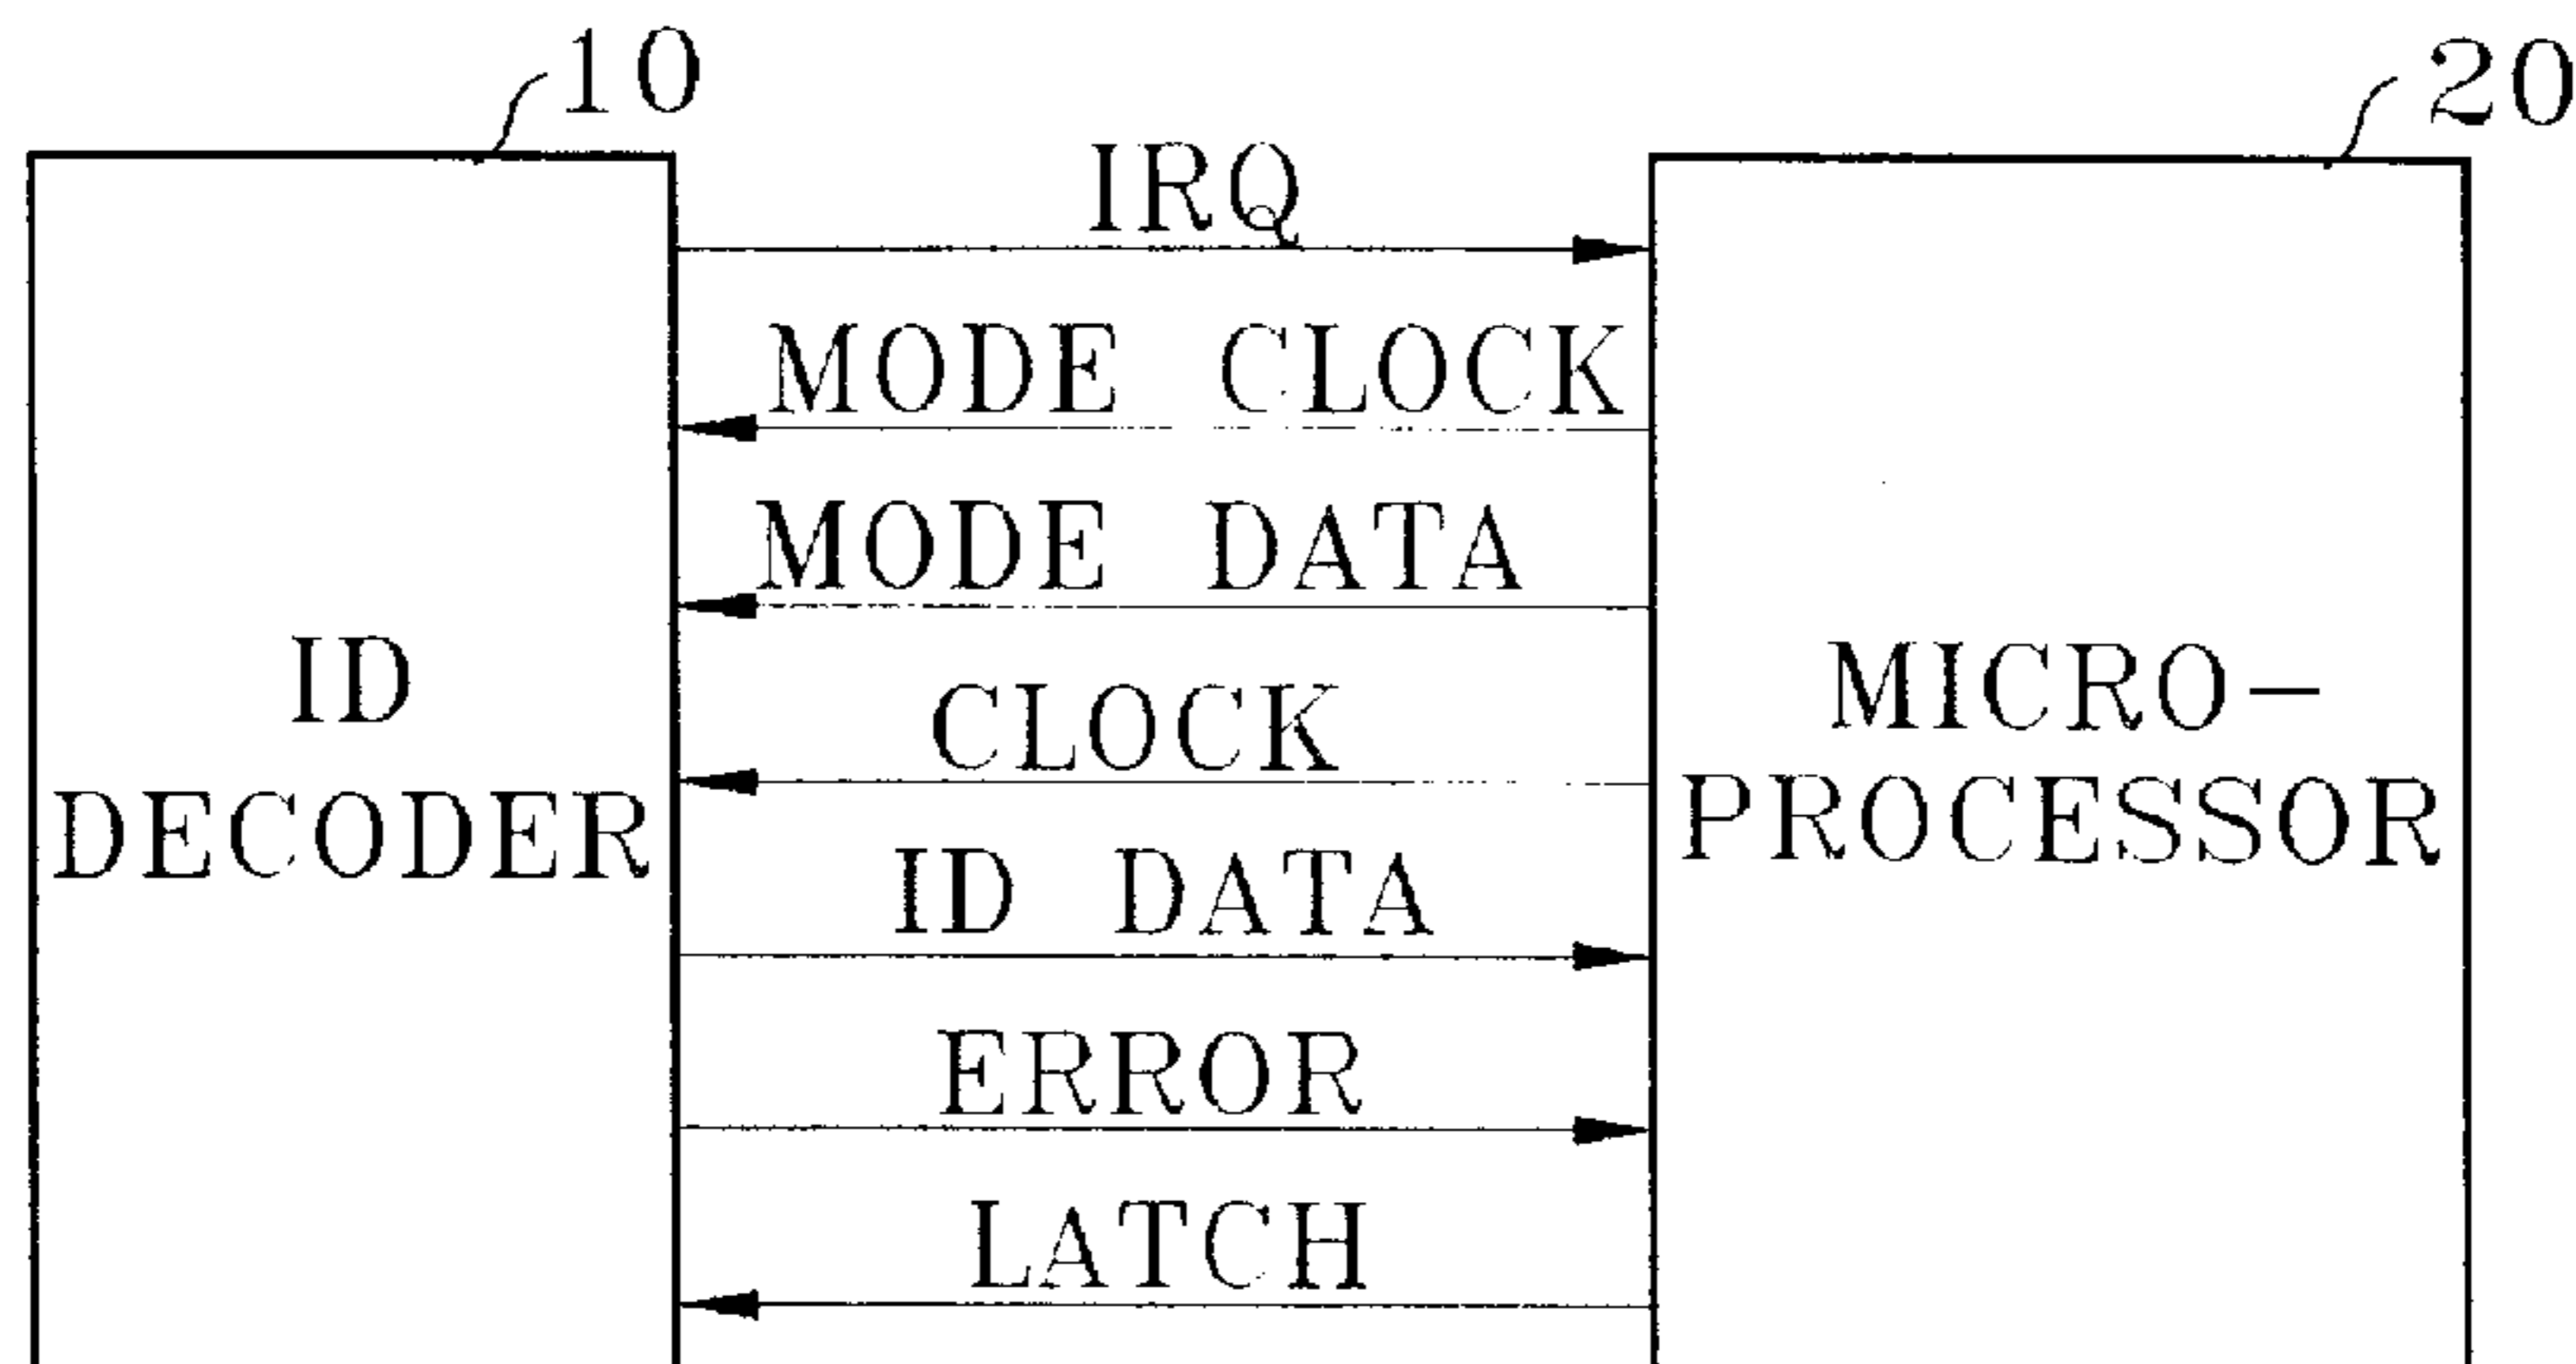 10
20
IRQ
MODE CLOCK
MODE DATA
CLOCK
ID DATA
ERROR
LATCH
ID
DECODER
MICRO-
PROCESSOR